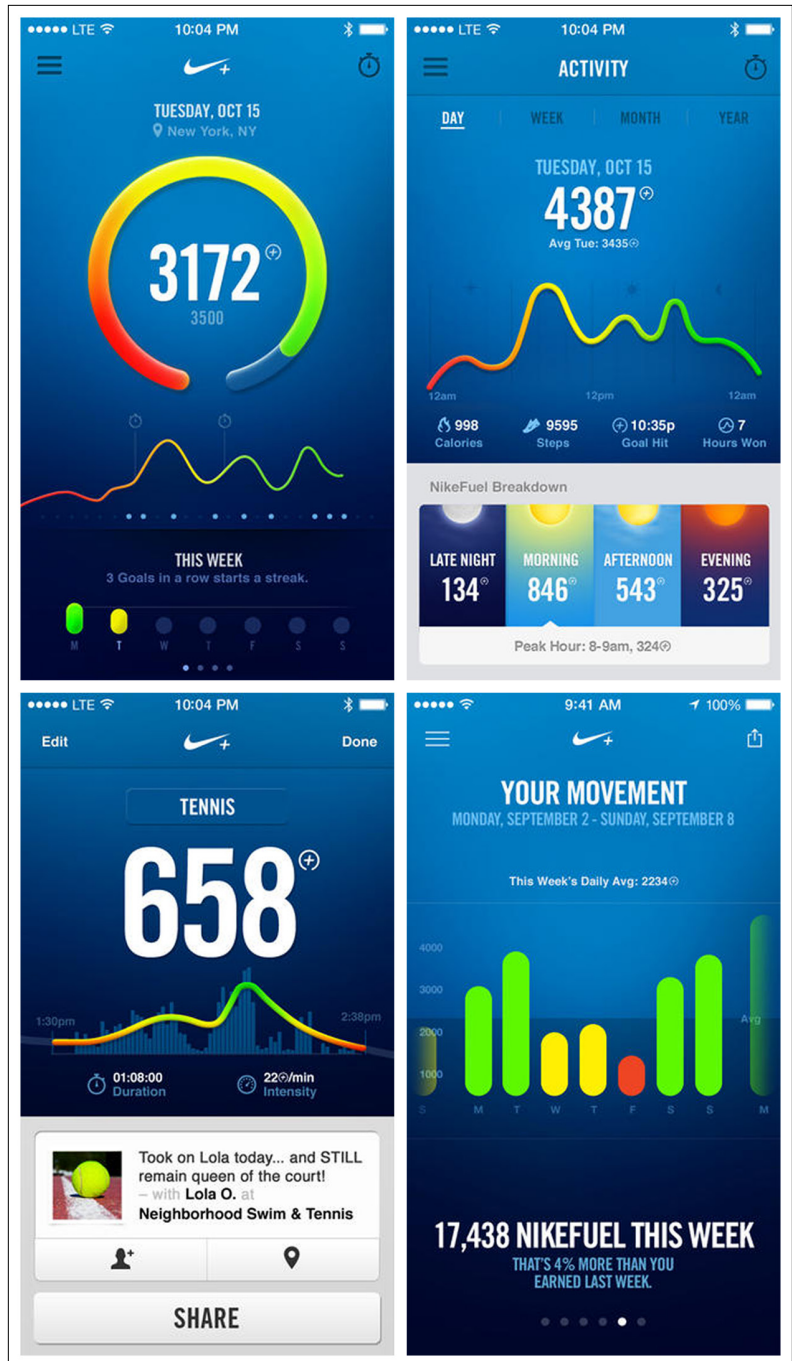 LTE 10:04 PM
TUESDAY, OCT 15
New York, NY
3172
3500
THIS WEEK
3 Goals in a row starts a streak.
M T W T F S S
LTE 10:04 PM
ACTIVITY
DAY WEEK MONTH YEAR
TUESDAY, OCT 15
4387
Avg Tue: 3435
12am 12pm 12am
998 9595 10:35p 7
Calories Steps Goal Hit Hours Won
NikeFuel Breakdown
LATE NIGHT MORNING AFTERNOON EVENING
134 846 543 325
Peak Hour: 8-9am, 324
LTE 10:04 PM
Edit Done
TENNIS
658
1:30pm 2:38pm
01:08:00 22/min
Duration Intensity
Took on Lola today... and STILL
remain queen of the court!
– with Lola O. at
Neighborhood Swim & Tennis
SHARE
9:41 AM 100%
YOUR MOVEMENT
MONDAY, SEPTEMBER 2 - SUNDAY, SEPTEMBER 8
This Week's Daily Avg: 2234
4000
3000
2000 Avg
1000
S M T W T F S S M
17,438 NIKEFUEL THIS WEEK
THAT'S 4% MORE THAN YOU
EARNED LAST WEEK.